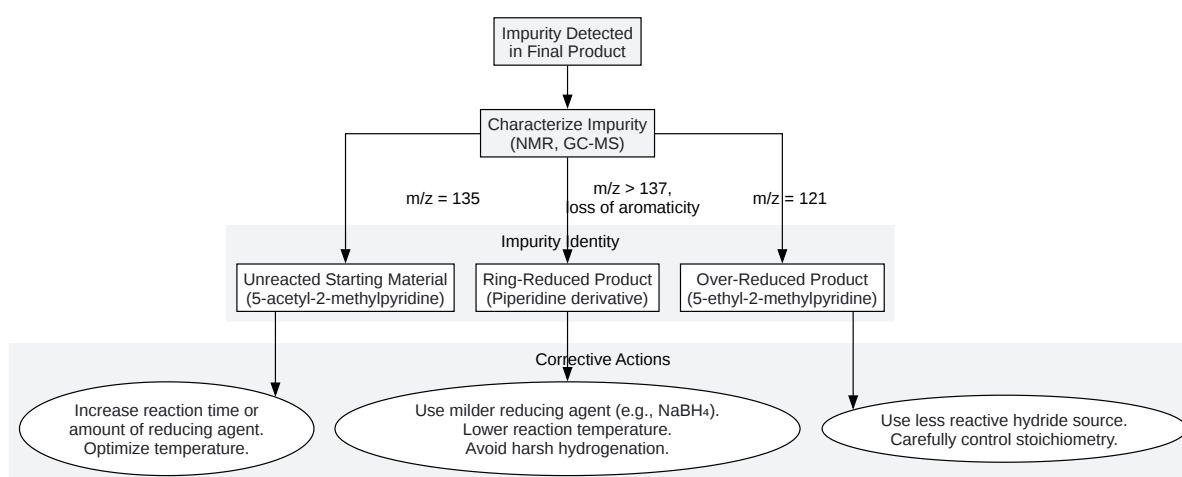 Impurity Detected
in Final Product
Characterize Impurity
(NMR, GC-MS)
m/z = 135
m/z > 137,
loss of aromaticity
m/z = 121
Impurity Identity
Unreacted Starting Material
(5-acetyl-2-methylpyridine)
Ring-Reduced Product
(Piperidine derivative)
Over-Reduced Product
(5-ethyl-2-methylpyridine)
Corrective Actions
Increase reaction time or
amount of reducing agent.
Optimize temperature.
Use milder reducing agent (e.g., NaBH₄).
Lower reaction temperature.
Avoid harsh hydrogenation.
Use less reactive hydride source.
Carefully control stoichiometry.